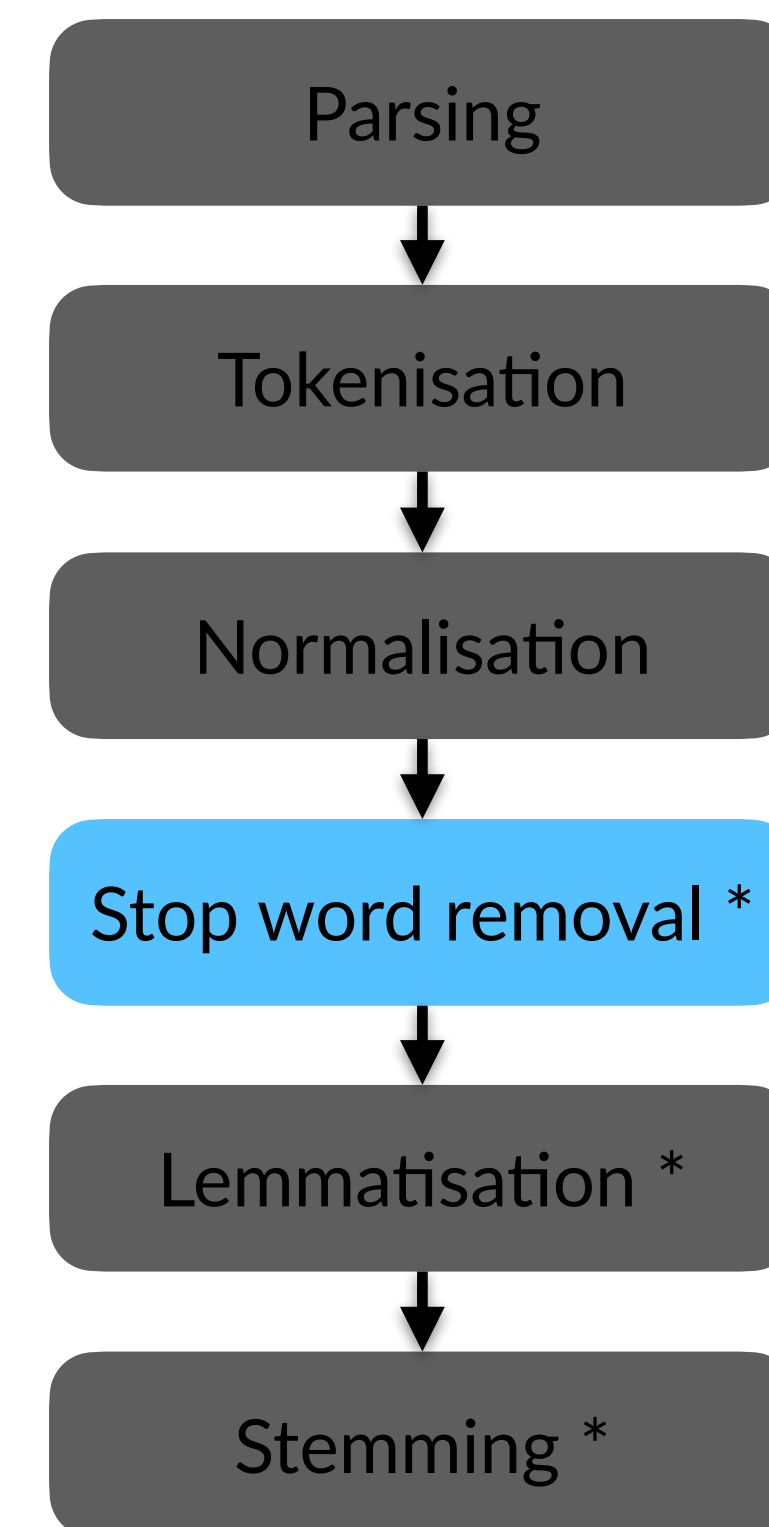 Parsing
Tokenisation
Normalisation
Stop word removal *
Lemmatisation *
Stemming *